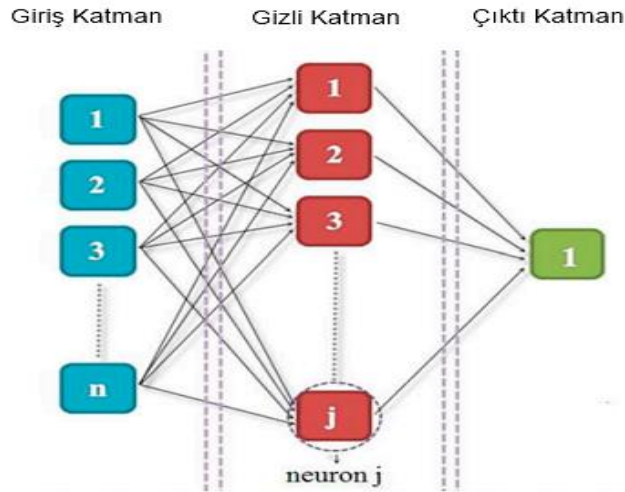 Giriş Katman
Gizli Katman
Çıktı Katman
1
2
3
n
1
2
3
j
neuron j
1